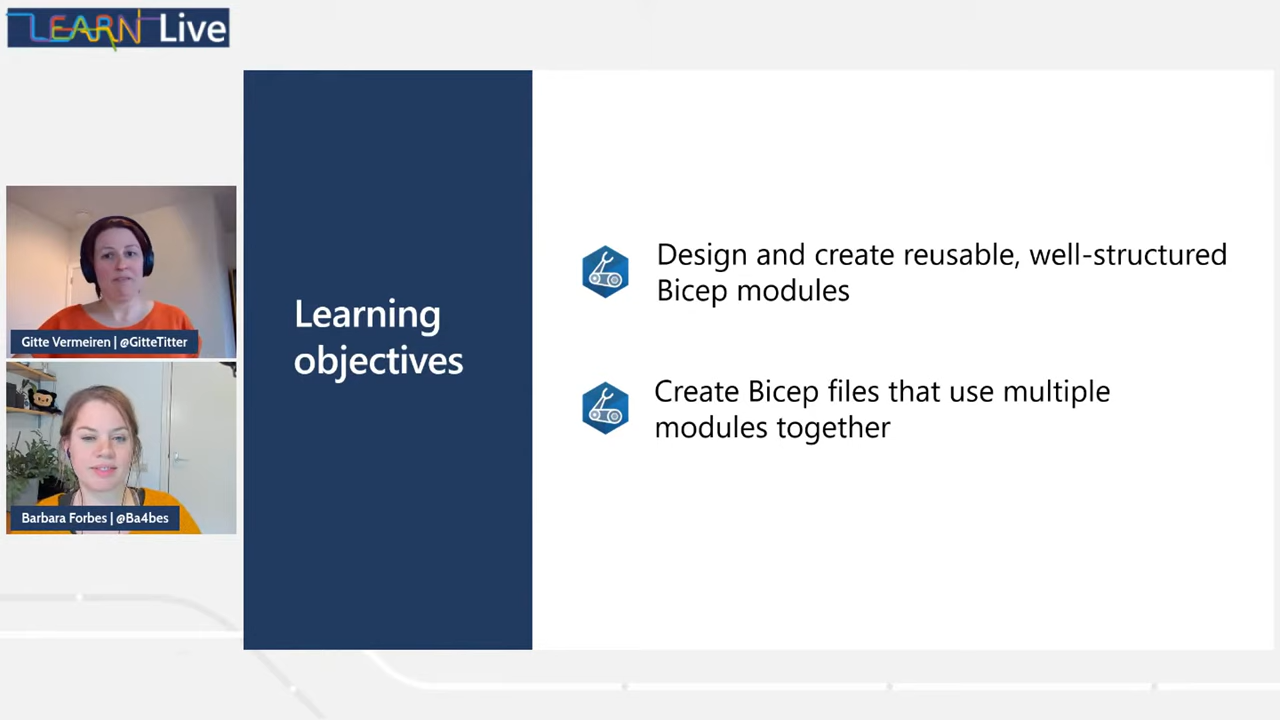 LEARN Live
Gitte Vermeiren | @GitteTitter
Barbara Forbes | @Ba4bes
Learning
objectives
Design and create reusable, well-structured
Bicep modules
Create Bicep files that use multiple
modules together